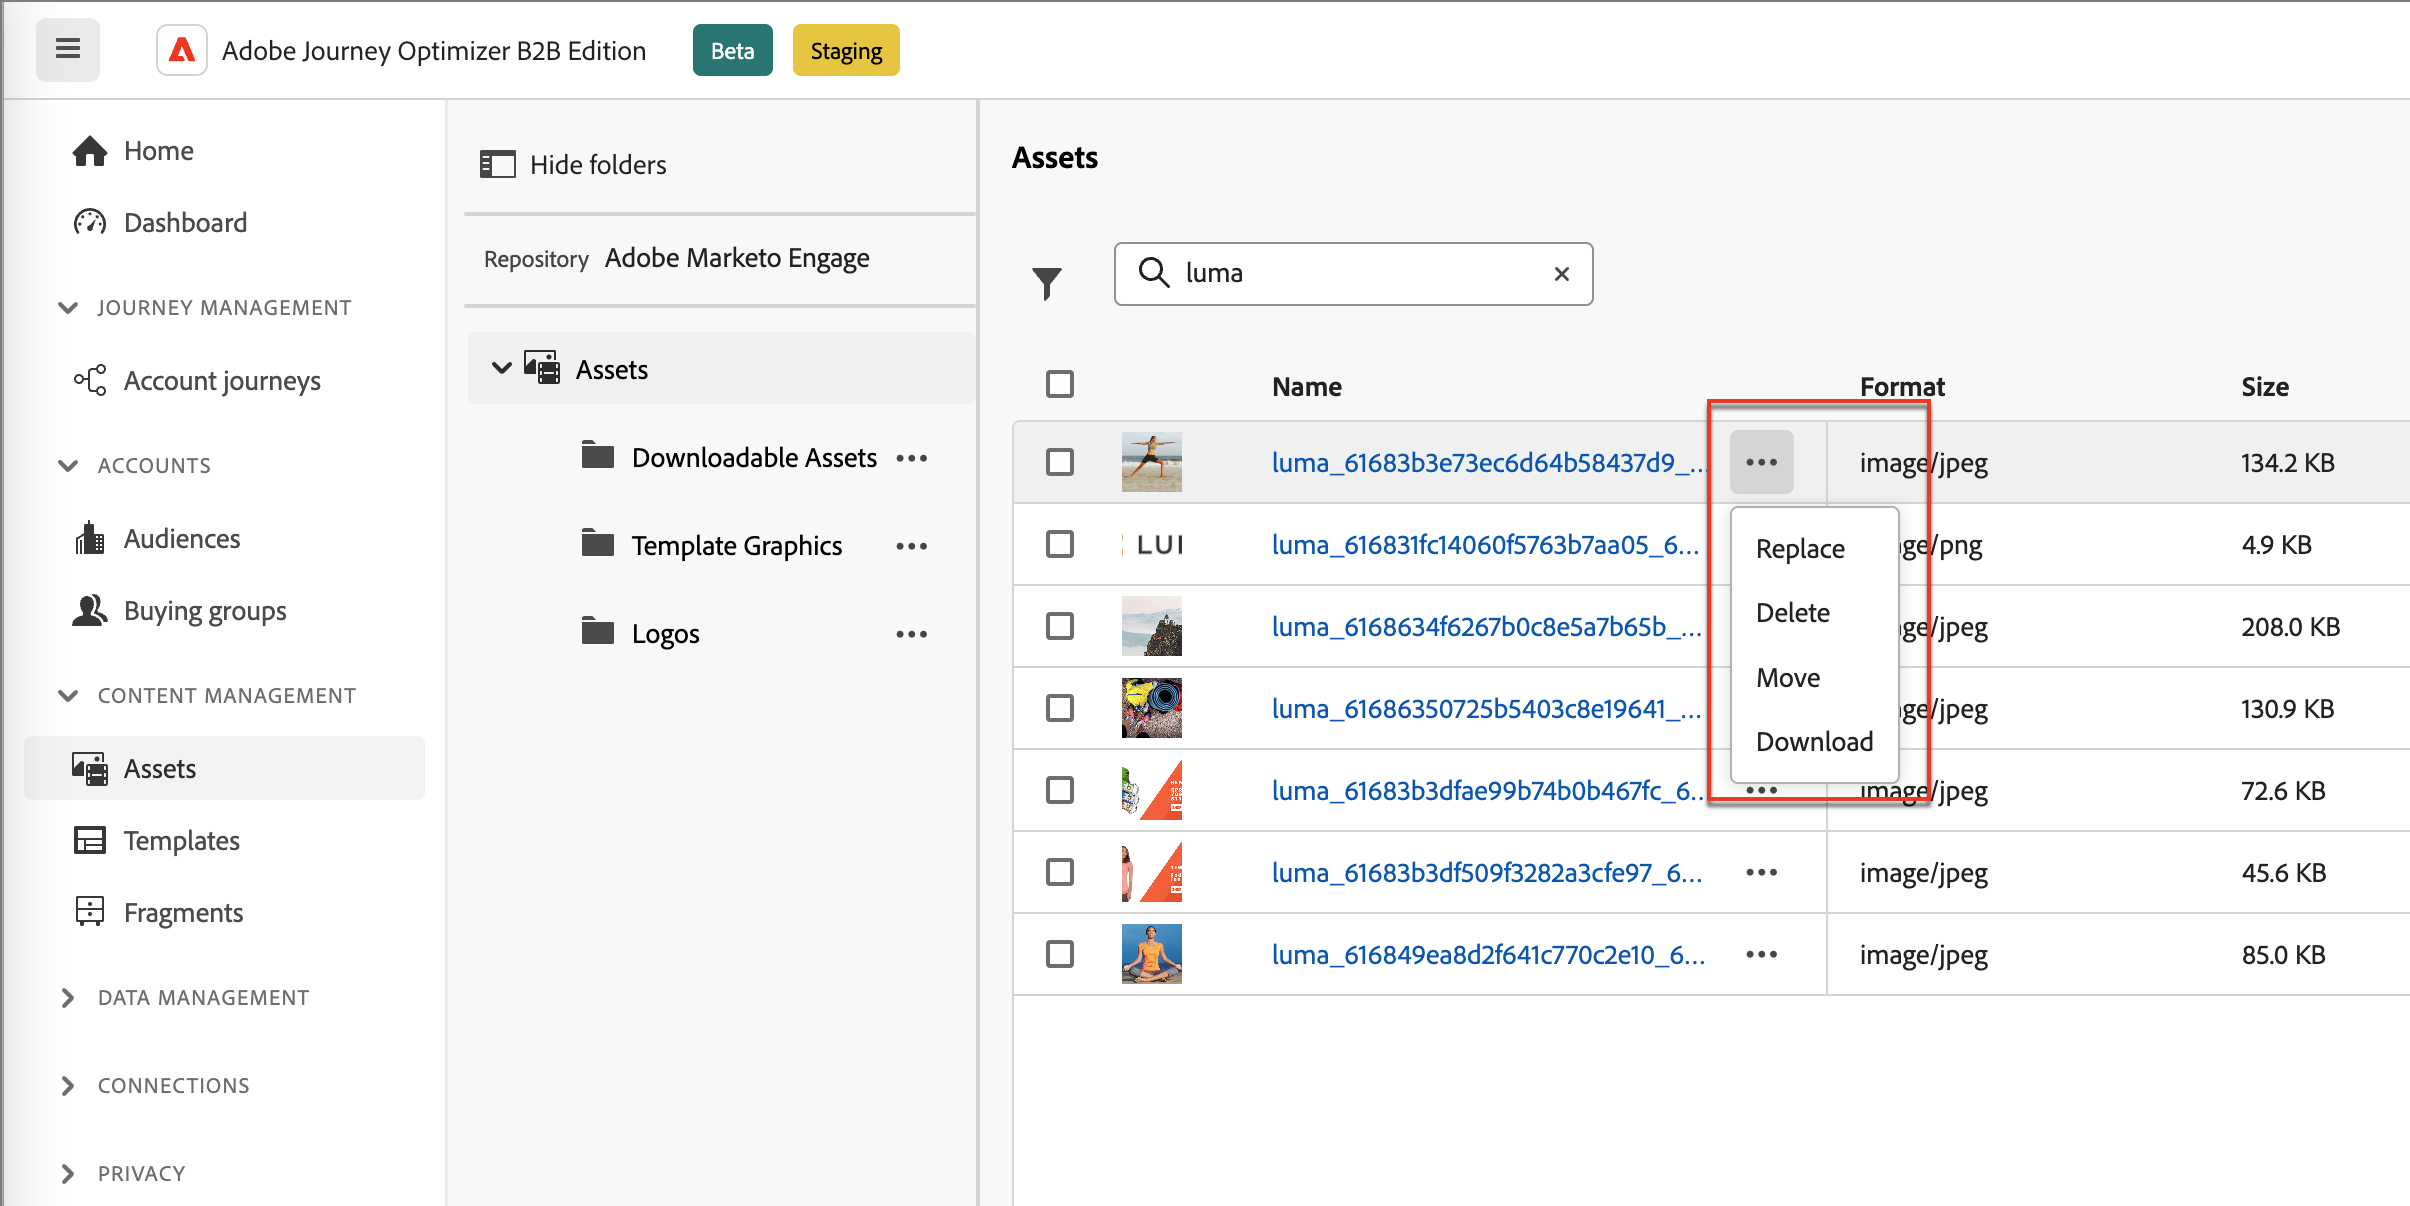 Adobe Journey Optimizer B2B Edition Beta Staging
Home
Dashboard
JOURNEY MANAGEMENT
Account journeys
ACCOUNTS
Audiences
Buying groups
CONTENT MANAGEMENT
Assets
Templates
Fragments
DATA MANAGEMENT
CONNECTIONS
PRIVACY
Hide folders
Repository Adobe Marketo Engage
Assets
Downloadable Assets
Template Graphics
Logos
Assets
luma
Name Format Size
luma_61683b3e73ec6d64b58437d9_... image/jpeg 134.2 KB
LUI luma_616831fc14060f5763b7aa05_6... ge/png 4.9 KB
luma_6168634f6267b0c8e5a7b65b_... ge/jpeg 208.0 KB
luma_61686350725b5403c8e19641_... ge/jpeg 130.9 KB
luma_61683b3dfae99b74b0b467fc_6... image/jpeg 72.6 KB
luma_61683b3df509f3282a3cfe97_6... image/jpeg 45.6 KB
luma_616849ea8d2f641c770c2e10_6... image/jpeg 85.0 KB
Replace
Delete
Move
Download